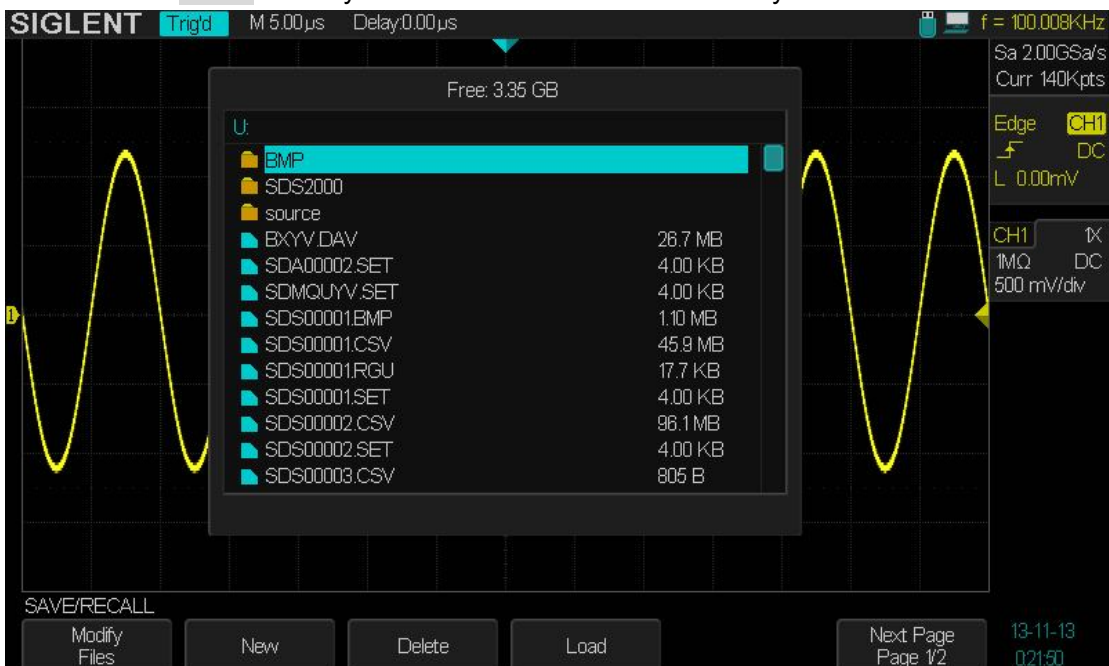 SIGLENT Trig'd M 5.00µs Delay:0.00µs f = 100.008KHz
Sa 2.00GSa/s
Curr 140Kpts
Edge CH1
DC
L 0.00mV
CH1 1X
1MΩ DC
500 mV/div
Free: 3.35 GB
U:
BMP
SDS2000
source
BXYV.DAV 26.7 MB
SDA00002.SET 4.00 KB
SDMQUYV.SET 4.00 KB
SDS00001.BMP 1.10 MB
SDS00001.CSV 45.9 MB
SDS00001.RGU 17.7 KB
SDS00001.SET 4.00 KB
SDS00002.CSV 96.1 MB
SDS00002.SET 4.00 KB
SDS00003.CSV 805 B
1
SAVE/RECALL
Modify
Files
New
Delete
Load
Next Page
Page 1/2
13-11-13
0:21:50